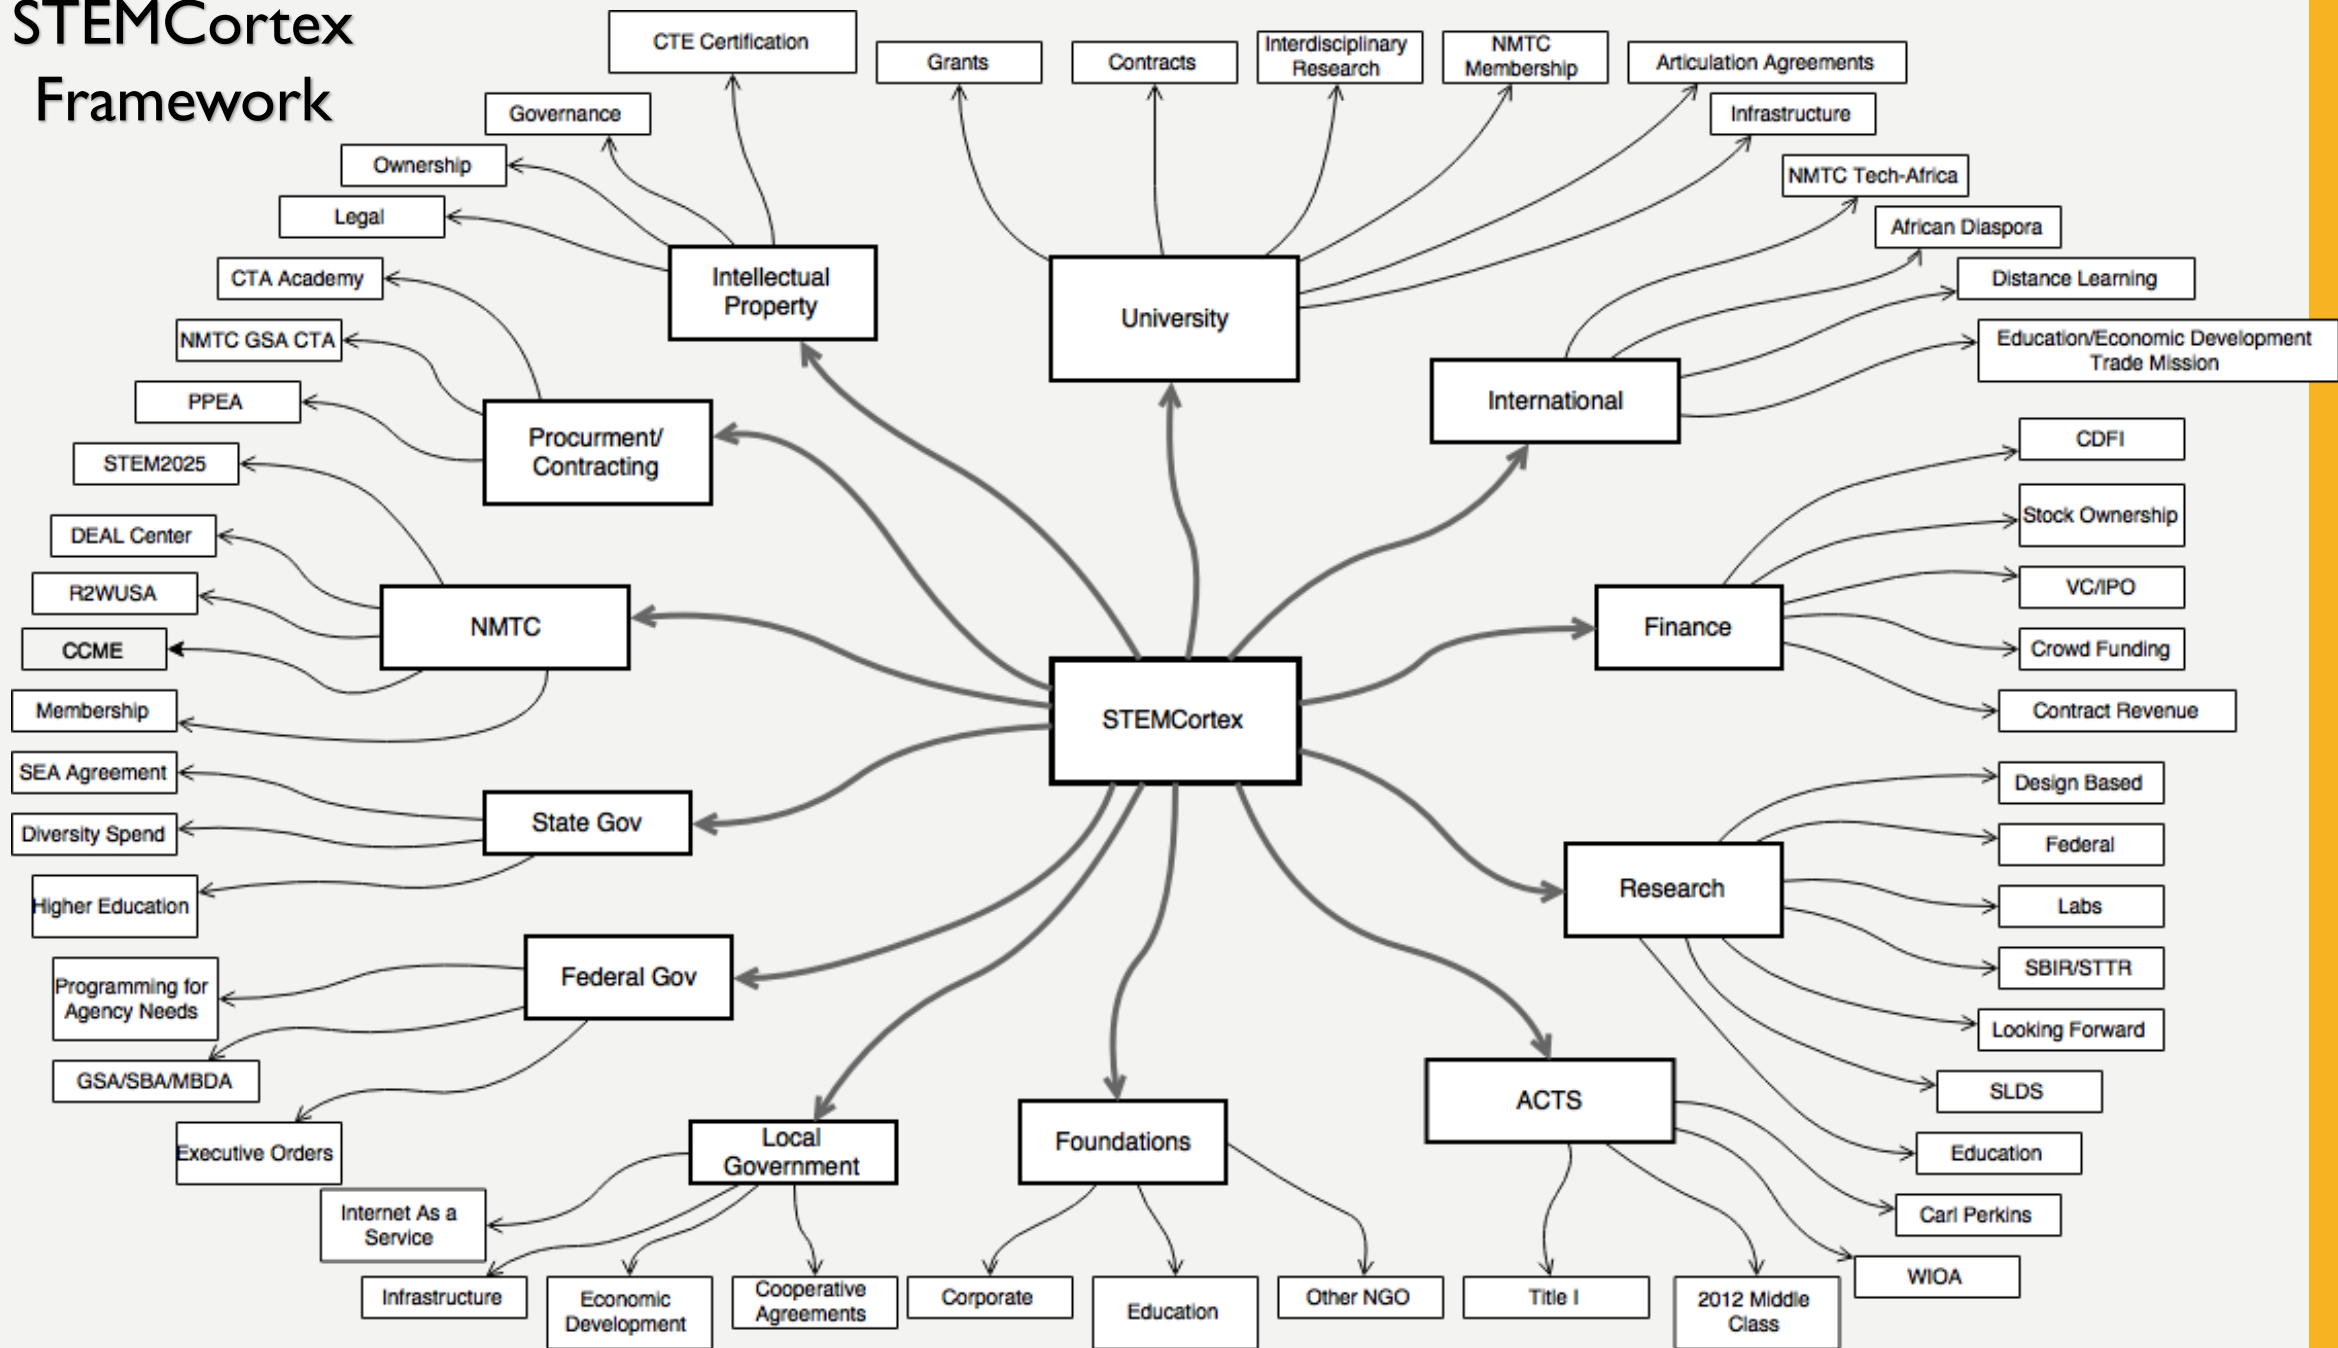 STEMCortex
Framework
CTE Certification
Grants
Contracts
Interdisciplinary
Research
NMTC
Membership
Articulation Agreements
Governance
Infrastructure
Ownership
NMTC Tech-Africa
Legal
African Diaspora
CTA Academy
Intellectual
Property
University
Distance Learning
NMTC GSA CTA
Education/Economic Development
Trade Mission
PPEA
International
Procurment/
Contracting
CDFI
STEM2025
Stock Ownership
DEAL Center
R2WUSA
NMTC
Finance
VC/IPO
CCME
Crowd Funding
Membership
STEMCortex
Contract Revenue
SEA Agreement
Design Based
Diversity Spend
State Gov
Federal
Higher Education
Research
Labs
Programming for
Agency Needs
Federal Gov
SBIR/STTR
Looking Forward
GSA/SBA/MBDA
SLDS
Executive Orders
Local
Government
Foundations
ACTS
Education
Internet As a
Service
Carl Perkins
Infrastructure
Economic
Development
Cooperative
Agreements
Corporate
Education
Other NGO
Title I
2012 Middle
Class
WIOA